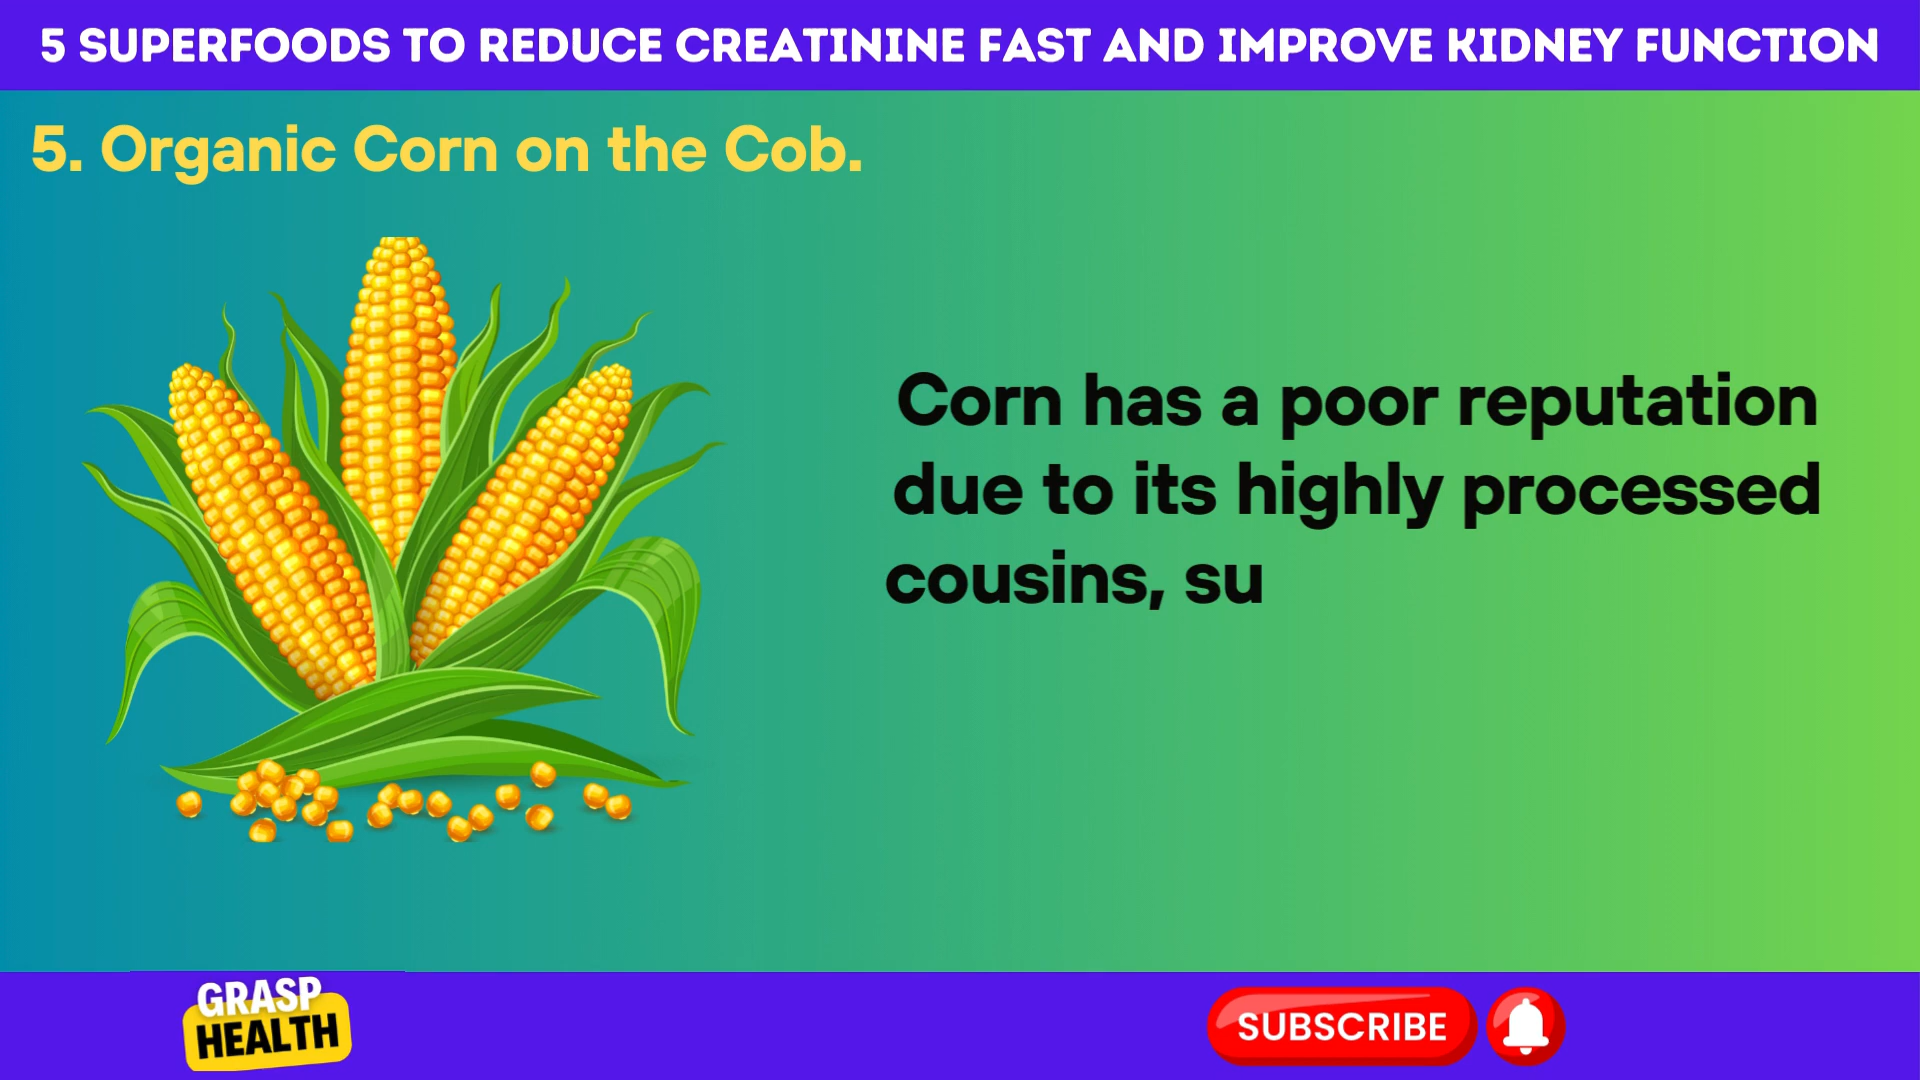 5 SUPERFOODS TO REDUCE CREATININE FAST AND IMPROVE KIDNEY FUNCTION
5. Organic Corn on the Cob.
Corn has a poor reputation
due to its highly processed
cousins, su
GRASP
HEALTH
SUBSCRIBE